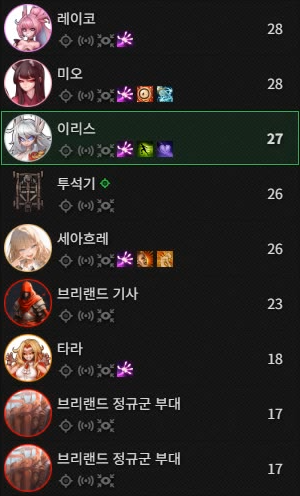 레이코
28
미오
28
이리스
27
투석기
26
세아흐레
26
브리랜드 기사
23
타라
18
브리랜드 정규군 부대
17
브리랜드 정규군 부대
17